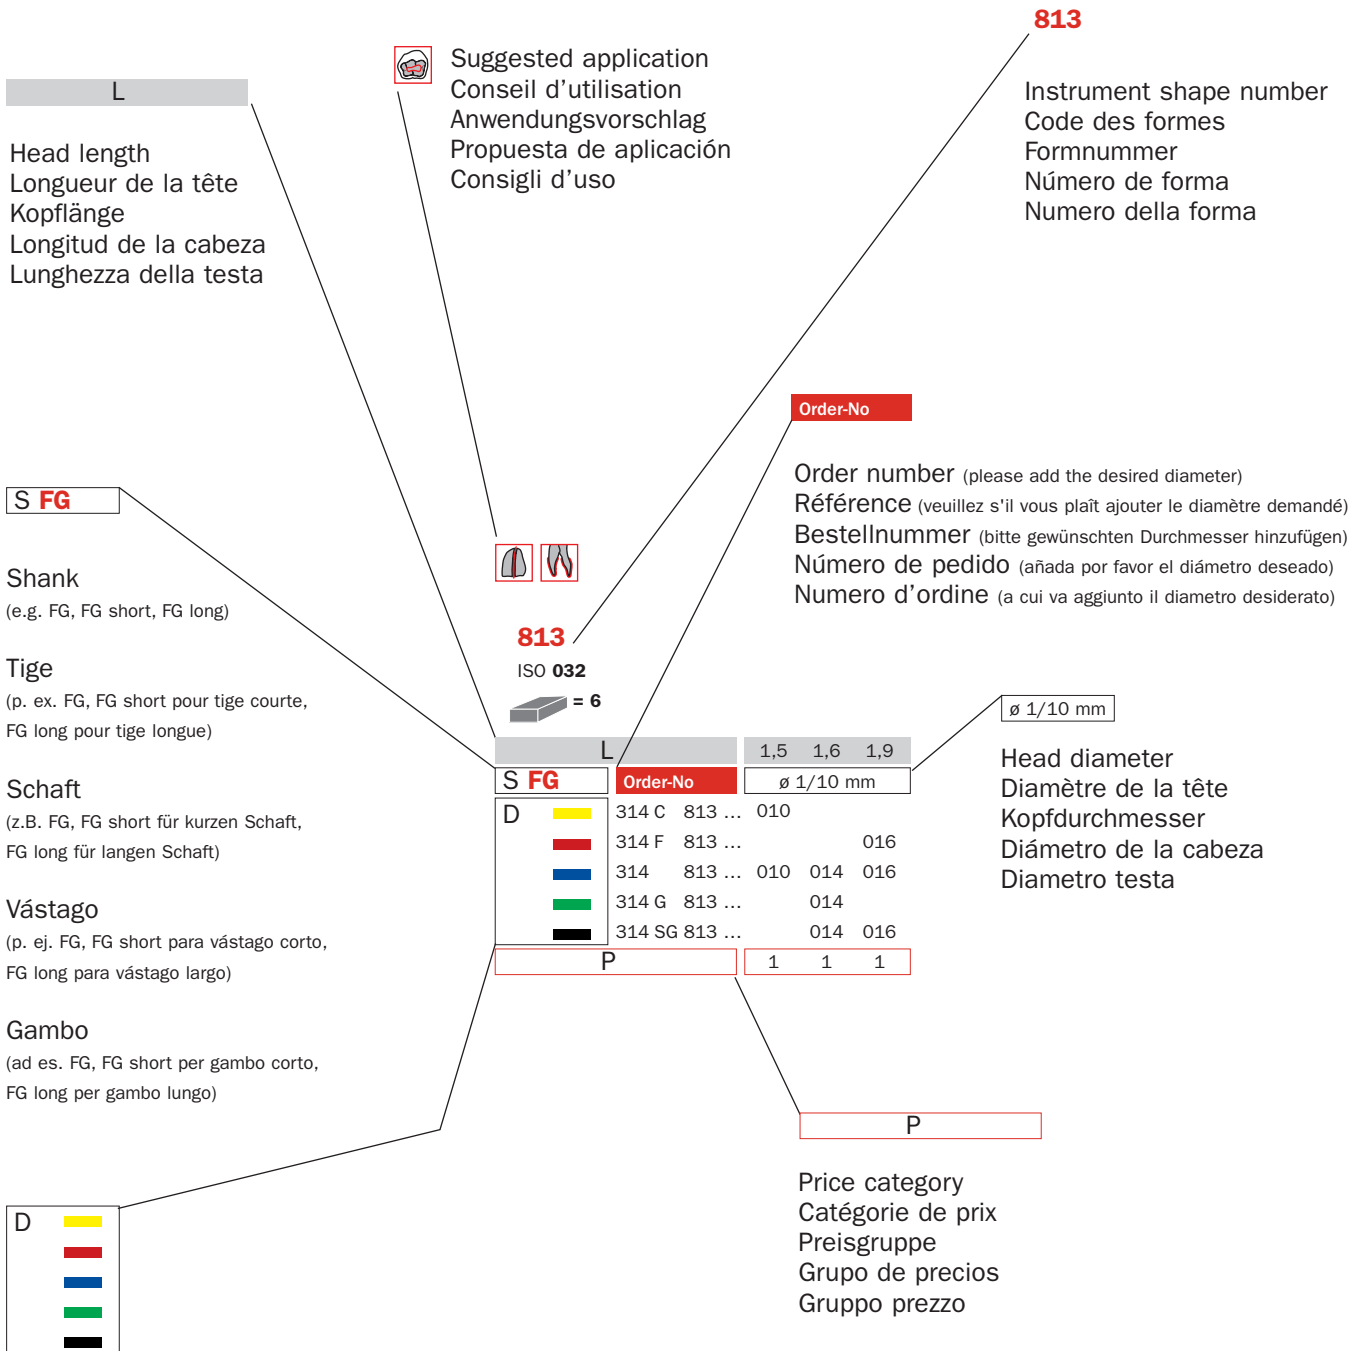 813
Suggested application
Conseil d’utilisation
Anwendungsvorschlag
Propuesta de aplicación
Consigli d’uso
L
Head length
Longueur de la tête
Kopflänge
Longitud de la cabeza
Lunghezza della testa
Instrument shape number
Code des formes
Formnummer
Número de forma
Numero della forma
Order-No
Order number (please add the desired diameter)
Référence (veuillez s'il vous plaît ajouter le diamètre demandé)
Bestellnummer (bitte gewünschten Durchmesser hinzufügen)
Número de pedido (añada por favor el diámetro deseado)
Numero d’ordine (a cui va aggiunto il diametro desiderato)
S FG
Shank
(e.g. FG, FG short, FG long)
Tige
(p. ex. FG, FG short pour tige courte,
FG long pour tige longue)
Schaft
(z.B. FG, FG short für kurzen Schaft,
FG long für langen Schaft)
Vástago
(p. ej. FG, FG short para vástago corto,
FG long para vástago largo)
Gambo
(ad es. FG, FG short per gambo corto,
FG long per gambo lungo)
813
ISO 032
= 6
L 1,5 1,6 1,9
S FG Order-No ø 1/10 mm
D 314 C 813 ... 010
314 F 813 ... 016
314 813 ... 010 014 016
314 G 813 ... 014
314 SG 813 ... 014 016
P 1 1 1
ø 1/10 mm
Head diameter
Diamètre de la tête
Kopfdurchmesser
Diámetro de la cabeza
Diametro testa
P
Price category
Catégorie de prix
Preisgruppe
Grupo de precios
Gruppo prezzo
D